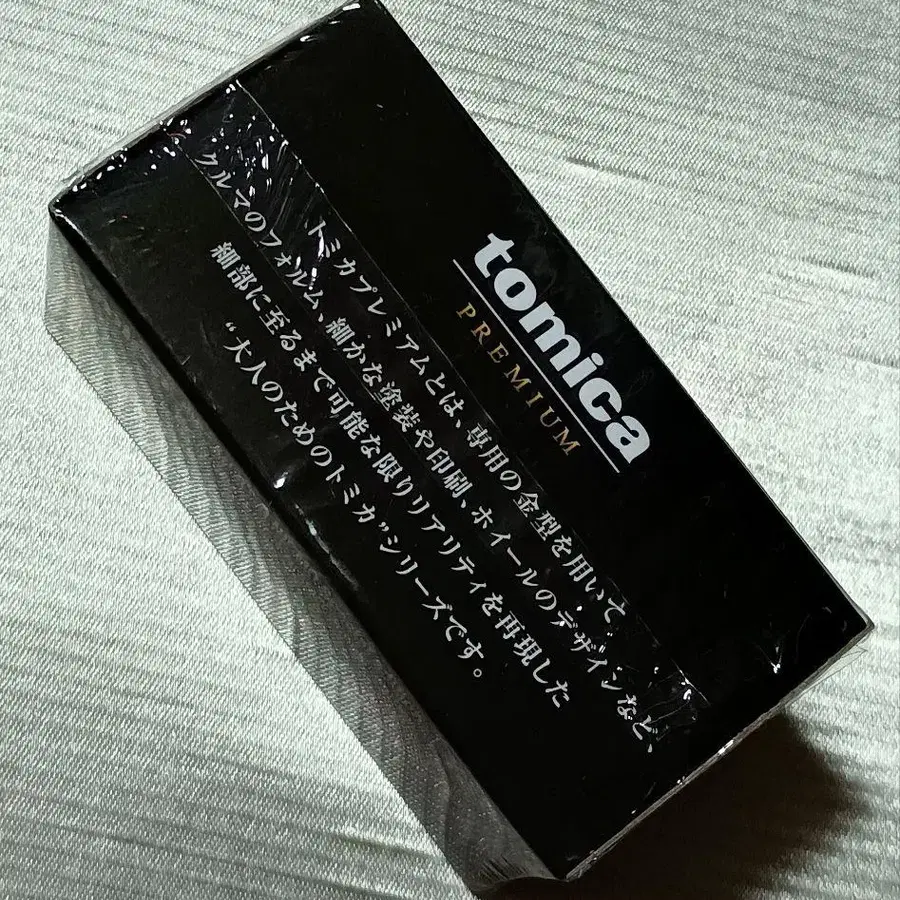 tomica
PREMIUM
トミカプレミアムとは、専用の金型を用いて
クルマのフォルム、細かな塗装や印刷、ホイールのデザインなど、
細部に至るまで可能な限りリアリティを再現した
“大人のためのトミカ”シリーズです。